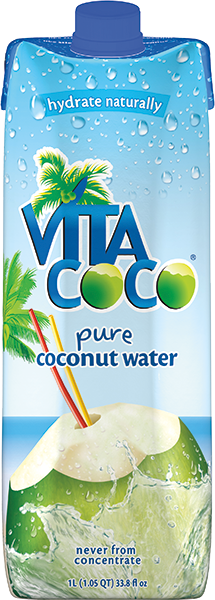 hydrate naturally
VITA
COCO®
pure
coconut water
never from
concentrate
1L (1.05 QT) 33.8 fl oz